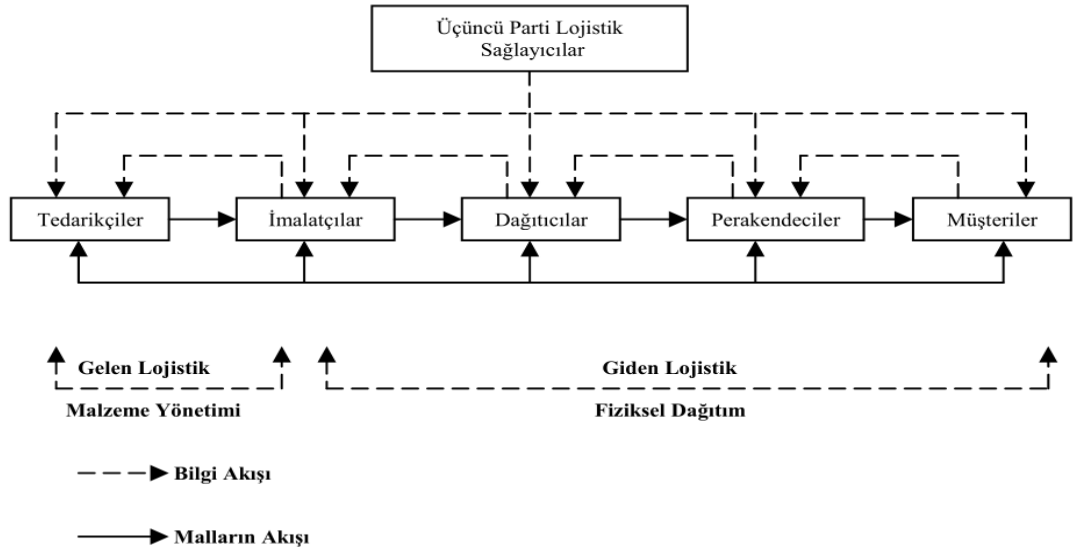 Üçüncü Parti Lojistik
Sağlayıcılar
Tedarikçiler
İmalatçılar
Dağıtıcılar
Perakendeciler
Müşteriler
Gelen Lojistik
Giden Lojistik
Malzeme Yönetimi
Fiziksel Dağıtım
Bilgi Akışı
Malların Akışı